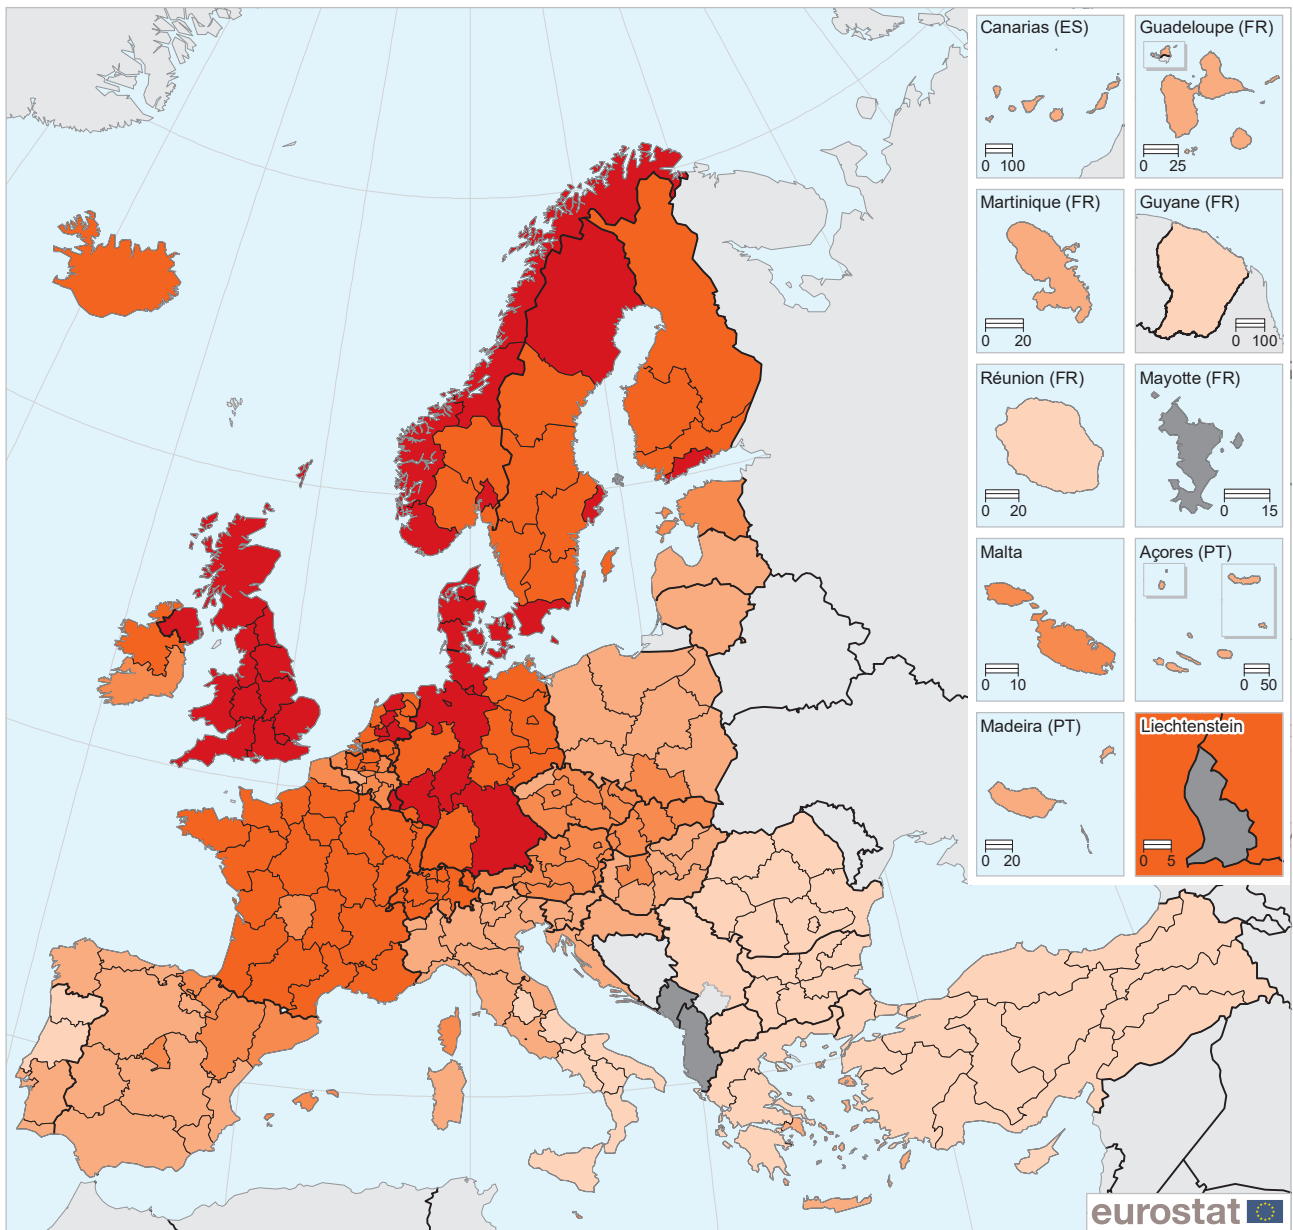 Canarias (ES)
0 100
Guadeloupe (FR)
0 25
Martinique (FR)
0 20
Guyane (FR)
0 100
Réunion (FR)
0 20
Mayotte (FR)
0 15
Malta
0 10
Açores (PT)
0 50
Madeira (PT)
0 20
Liechtenstein
0 5
eurostat